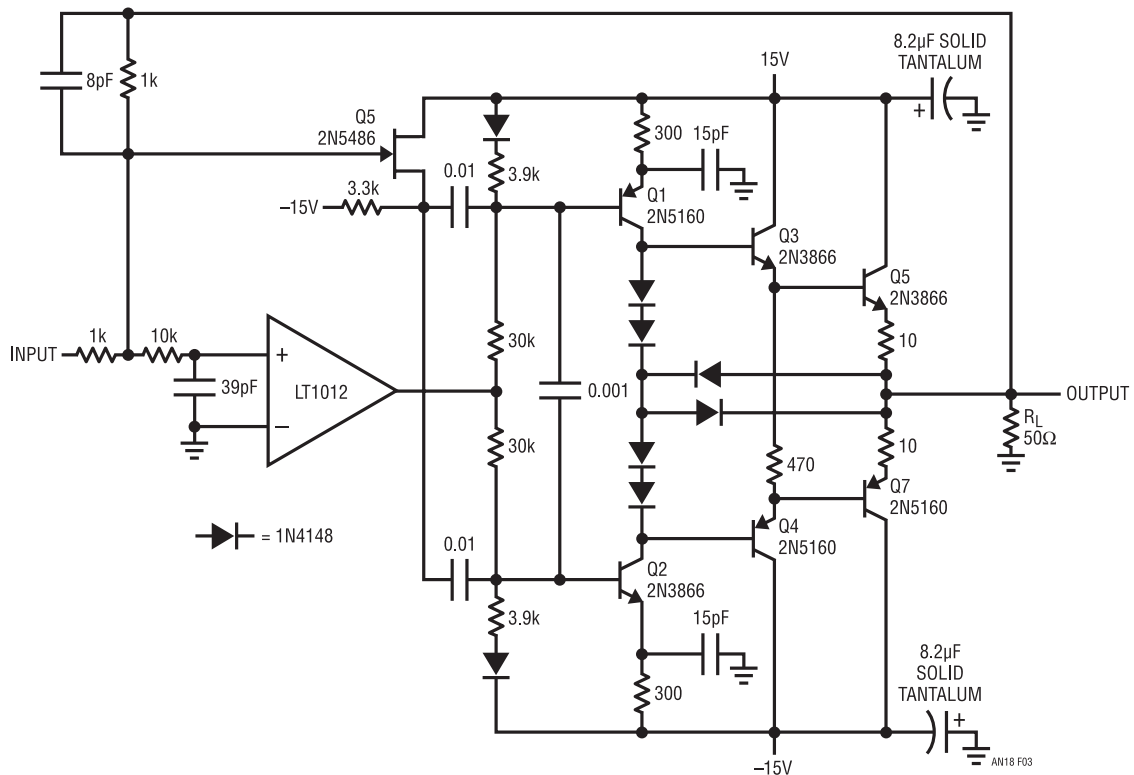 8pF
1k
Q5
2N5486
3.3k
–15V
0.01
3.9k
15V
300
15pF
8.2µF SOLID
TANTALUM
+
Q1
2N5160
Q3
2N3866
Q5
2N3866
10
INPUT
1k
10k
39pF
+
–
LT1012
30k
30k
0.001
OUTPUT
RL
50Ω
470
10
Q7
2N5160
Q4
2N5160
= 1N4148
0.01
3.9k
Q2
2N3866
15pF
300
8.2µF
SOLID
TANTALUM
+
–15V
AN18 F03